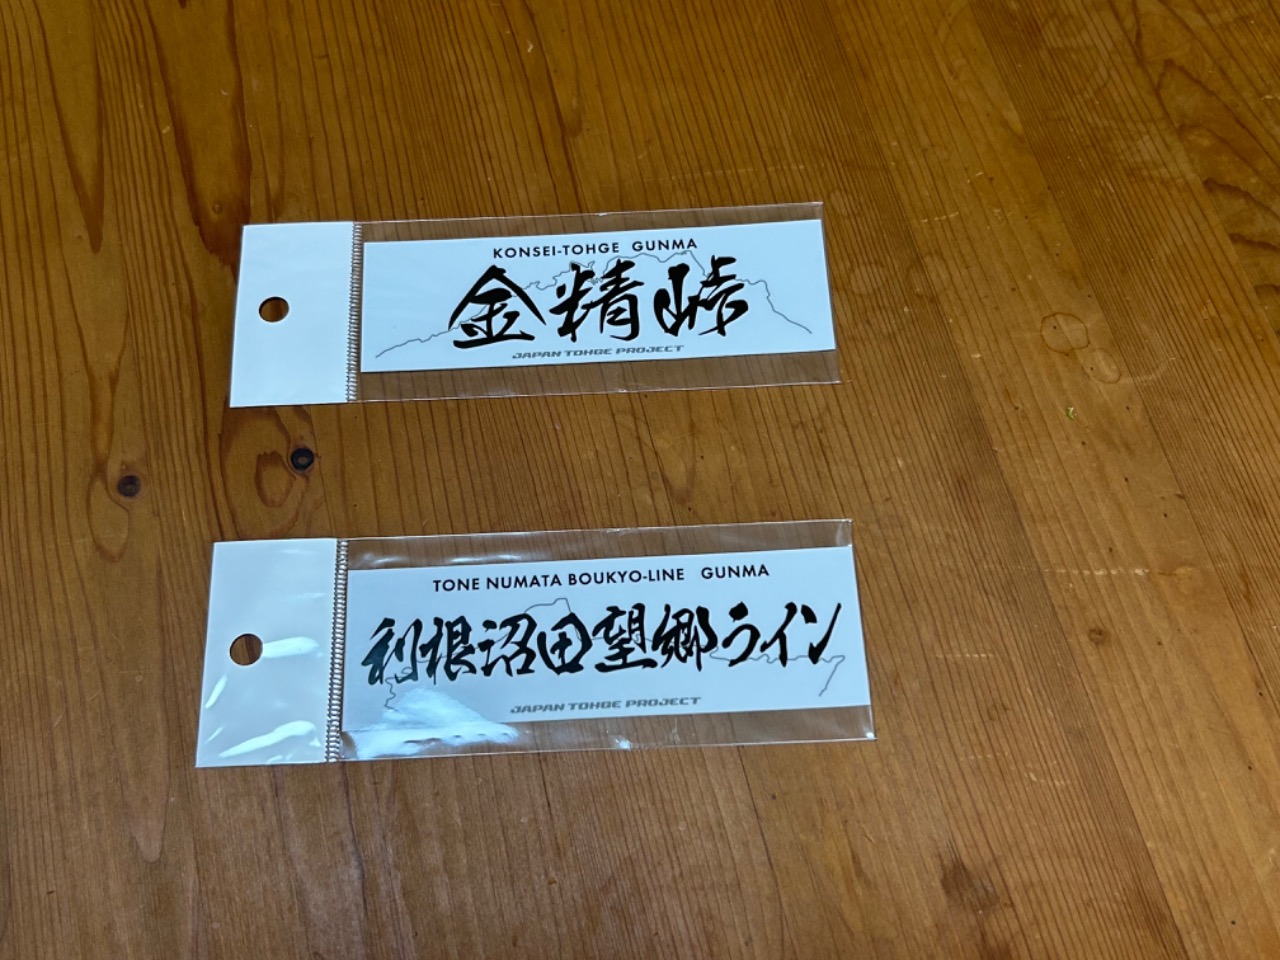 KONSEI-TOHGE GUNMA
金精峠
JAPAN TOHGE PROJECT
TONE NUMATA BOUKYO-LINE GUNMA
利根沼田望郷ライン
JAPAN TOHGE PROJECT